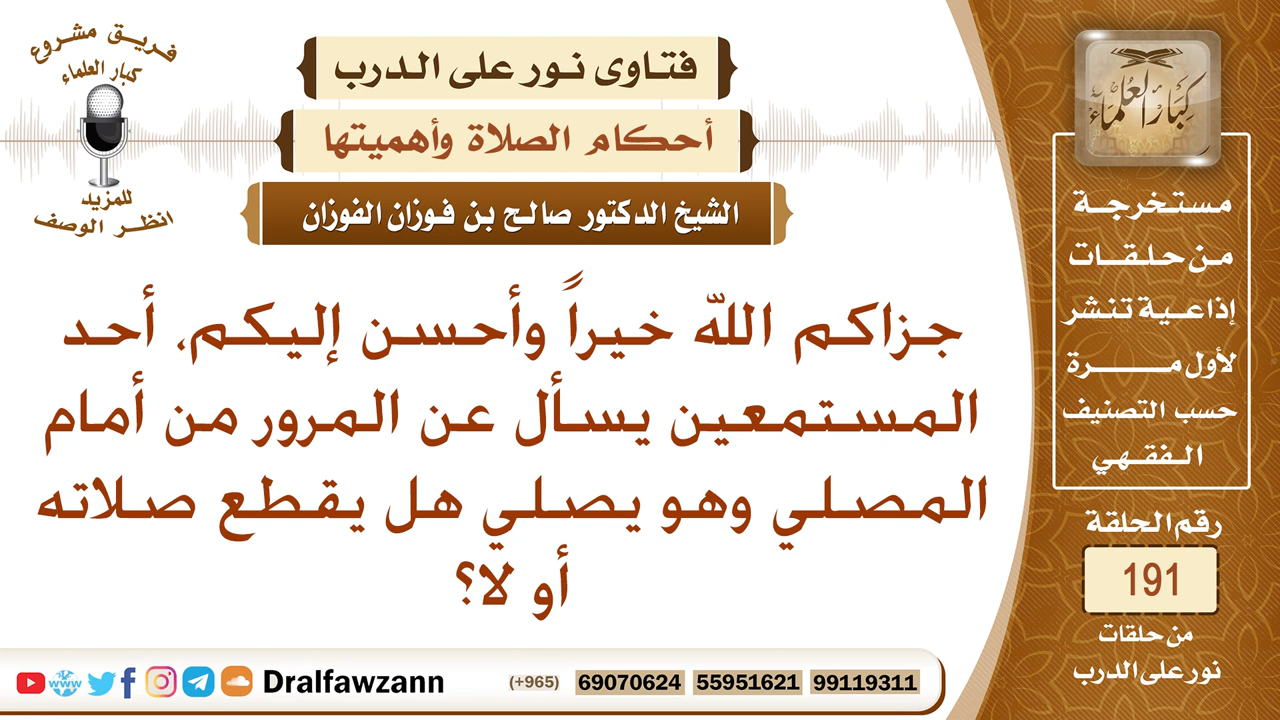 فريق مشروع
كبار العلماء
للمزيد
انظر الوصف
فتاوى نور على الدرب
أحكام الصلاة وأهميتها
الشيخ الدكتور صالح بن فوزان الفوزان
جزاكم الله خيراً وأحسن إليكم، أحد
المستمعين يسأل عن المرور من أمام
المصلي وهو يصلي هل يقطع صلاته
أو لا؟
كبار العلماء
مستخرجة
من حلقات
إذاعية تنشر
لأول مرة
حسب التصنيف
الفقهي
رقم الحلقة
191
من حلقات
نور على الدرب
www
Dralfawzann (+965) 69070624 55951621 99119311